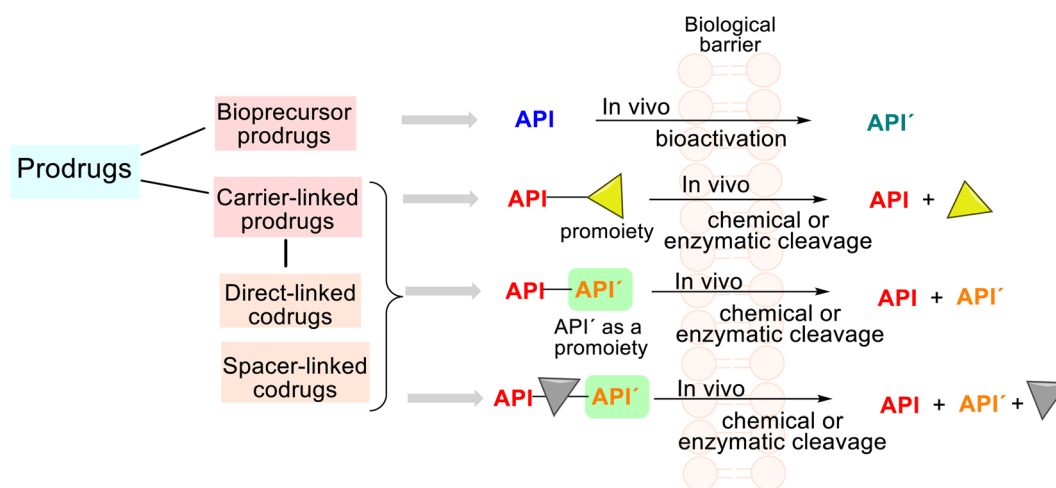 Biological
barrier
Bioprecursor
prodrugs
API
In vivo
bioactivation
API´
Prodrugs
Carrier-linked
prodrugs
API
promoiety
In vivo
chemical or
enzymatic cleavage
API +
Direct-linked
codrugs
API API´
API´ as a
promoiety
In vivo
chemical or
enzymatic cleavage
API + API´
Spacer-linked
codrugs
API API´
In vivo
chemical or
enzymatic cleavage
API + API´ +